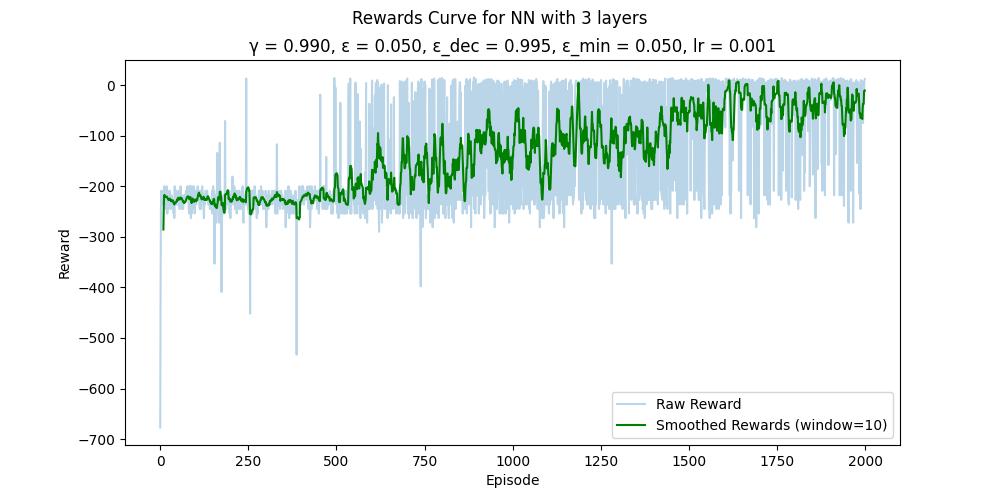 Rewards Curve for NN with 3 layers
γ = 0.990, ε = 0.050, ε_dec = 0.995, ε_min = 0.050, lr = 0.001
0
−100
−200
−300
−400
−500
−600
−700
Reward
Raw Reward
Smoothed Rewards (window=10)
0 250 500 750 1000 1250 1500 1750 2000
Episode